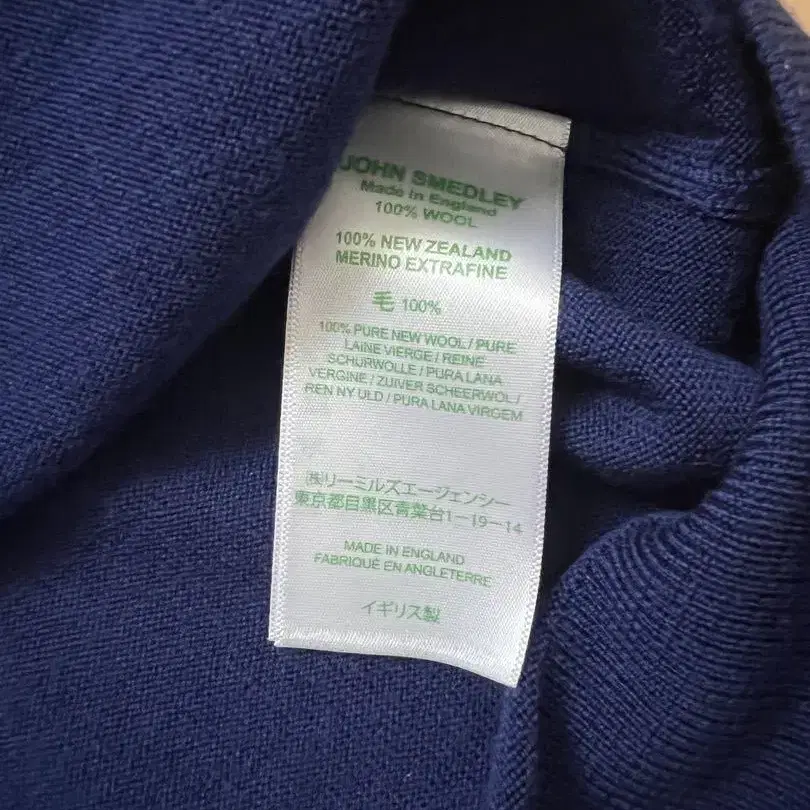 JOHN SMEDLEY
Made in England
100% WOOL
100% NEW ZEALAND
MERINO EXTRAFINE
毛 100%
100% PURE NEW WOOL / PURE
LAINE VIERGE / REINE
SCHURWOLLE / PURA LANA
VERGINE / ZUIVER SCHEERWOL /
REN NY ULD / PURA LANA VIRGEM
㈱リーミルズエージェンシー
東京都目黒区青葉台1-19-14
MADE IN ENGLAND
FABRIQUÉ EN ANGLETERRE
イギリス製